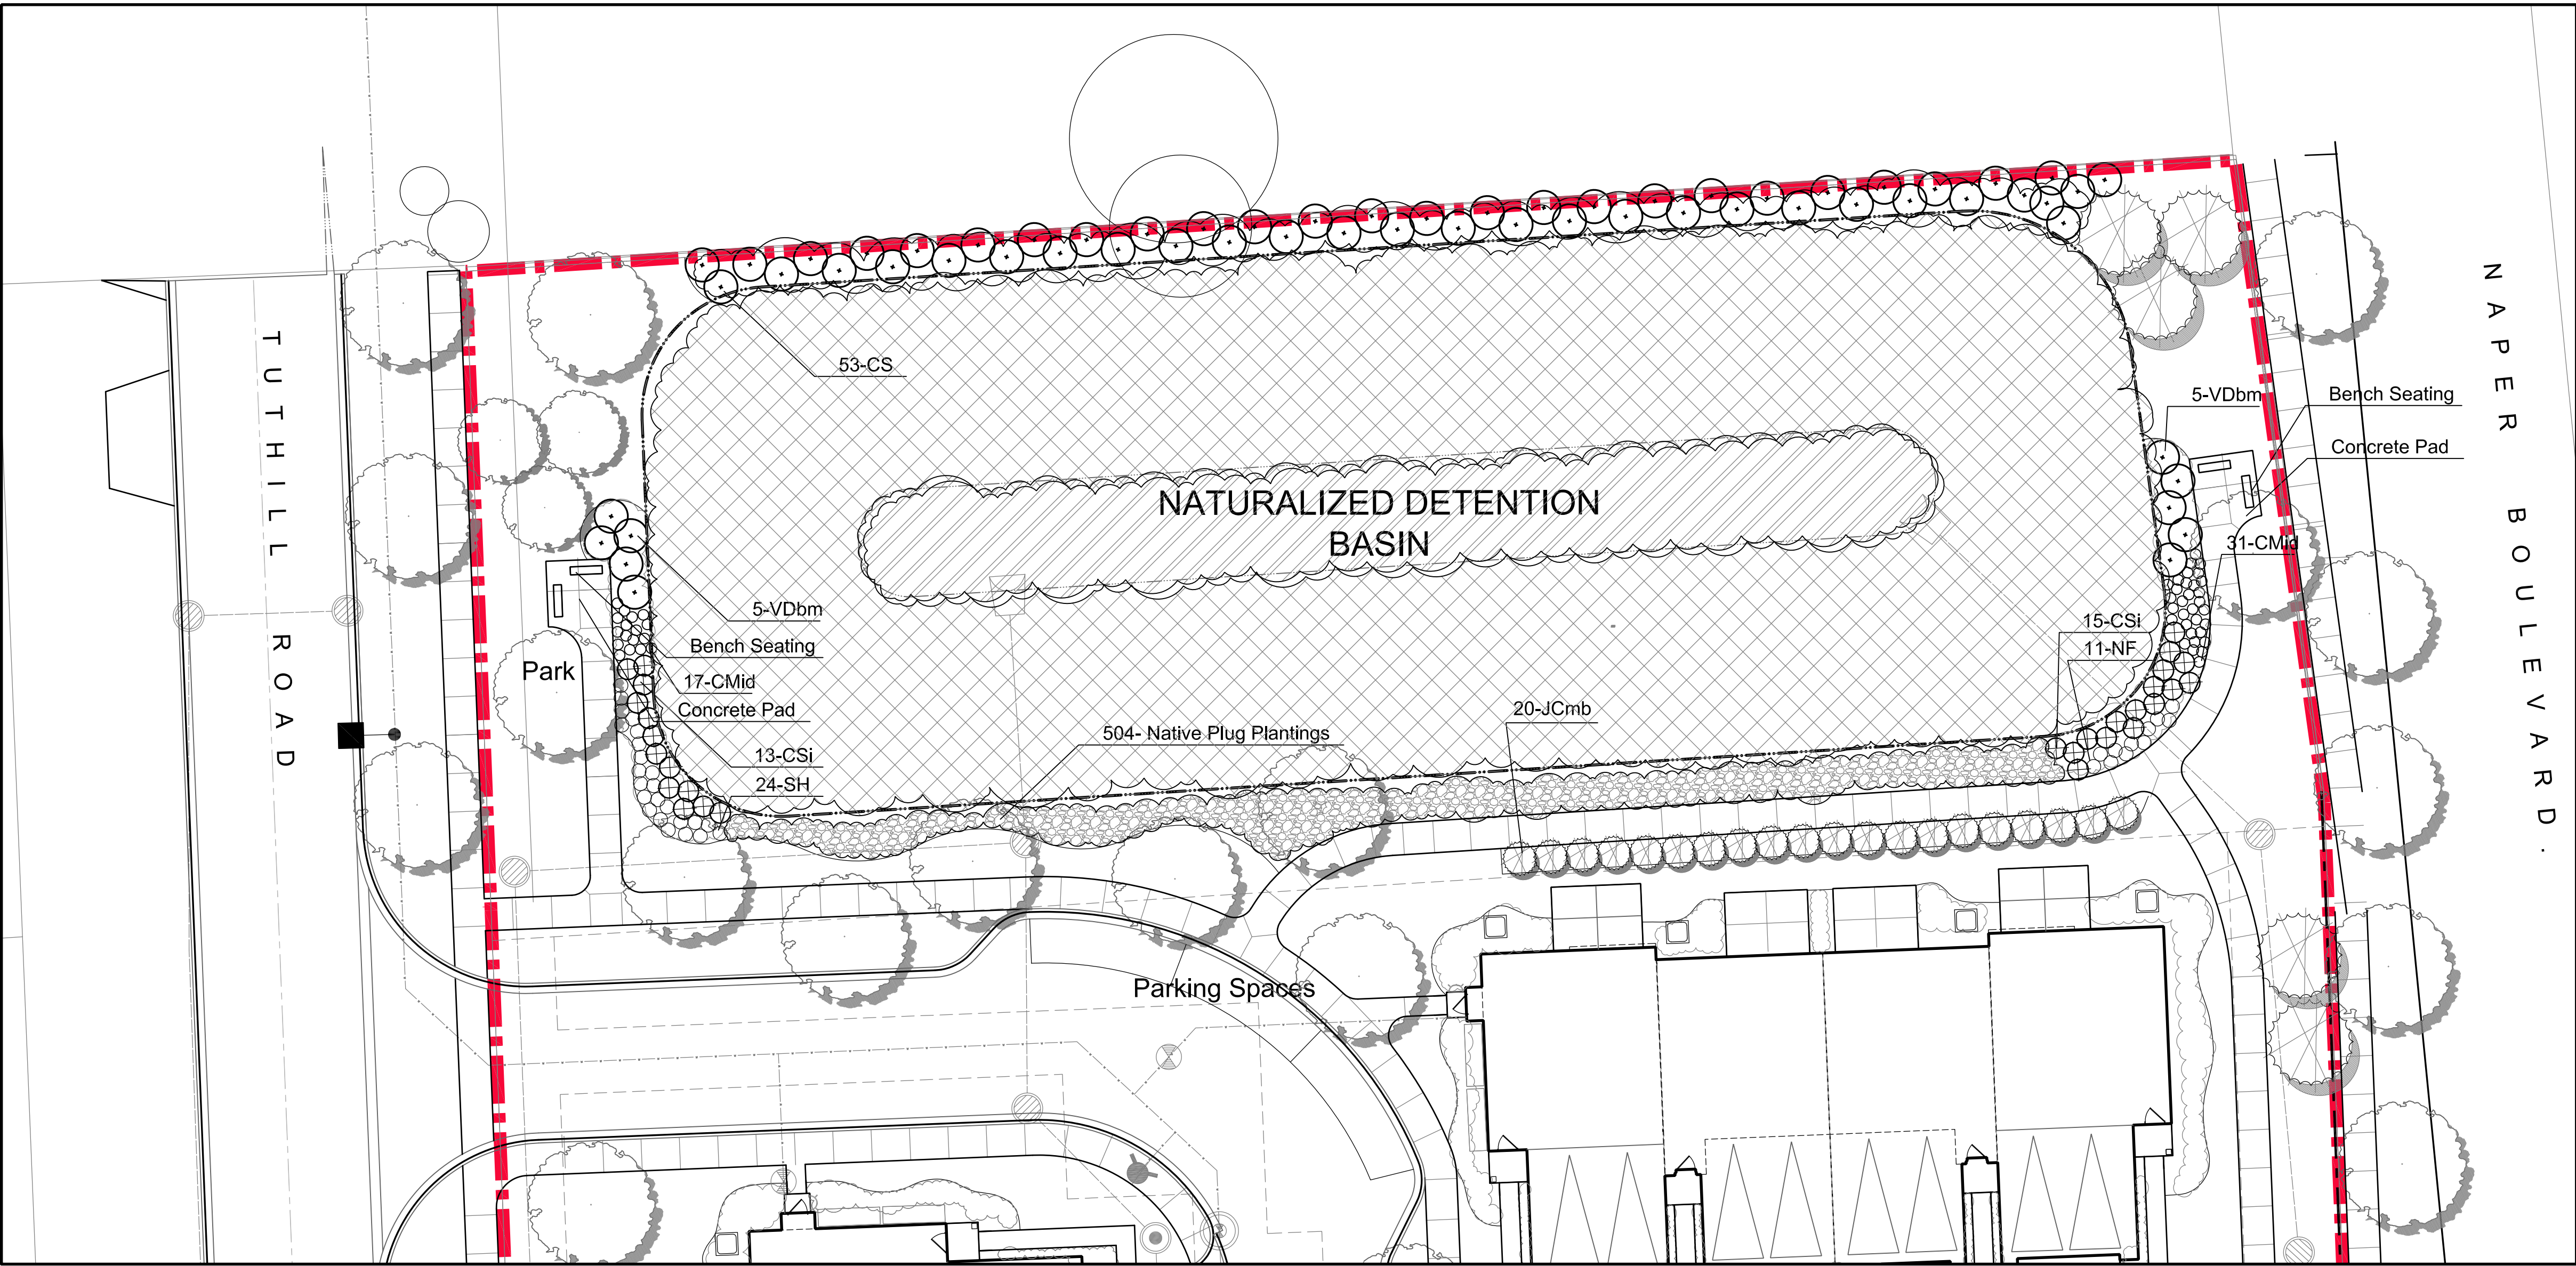 TUTHILL ROAD
53-CS
NATURALIZED DETENTION
BASIN
5-VDbm
Bench Seating
Concrete Pad
NAPER BOULEVARD.
31-CMid
5-VDbm
Bench Seating
17-CMid
Concrete Pad
13-CSi
24-SH
Park
504- Native Plug Plantings
20-JCmb
15-CSi
11-NF
Parking Spaces